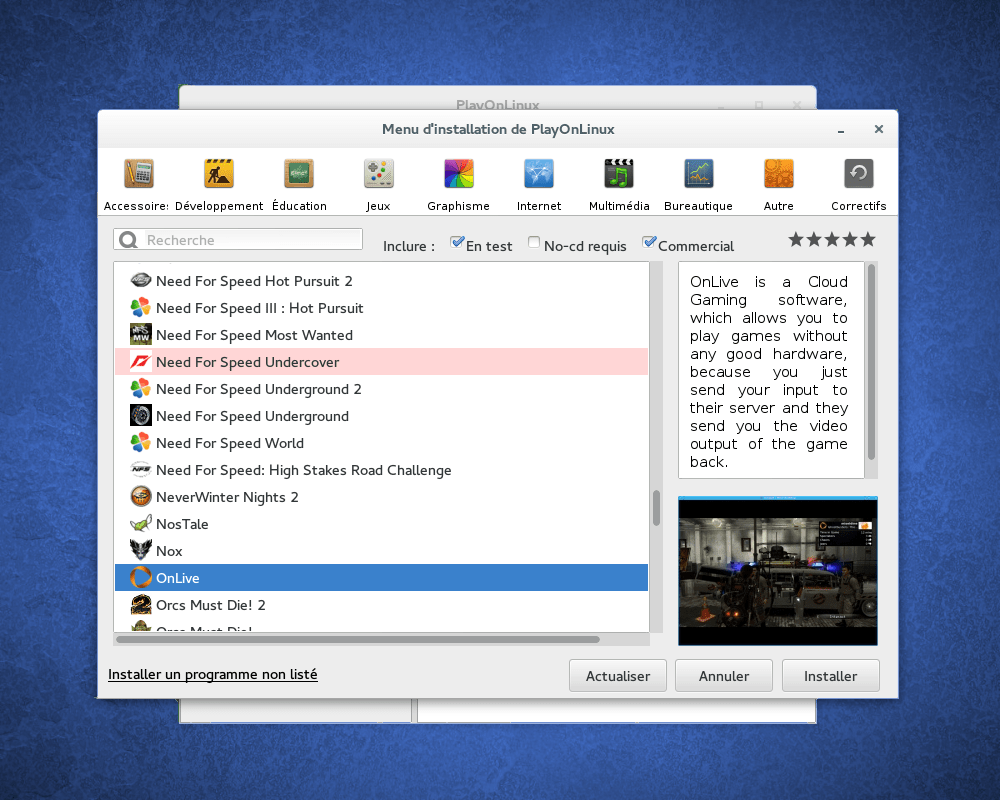 PlayOnLinux
Menu d'installation de PlayOnLinux
Accessoires Développement Éducation Jeux Graphisme Internet Multimédia Bureautique Autre Correctifs
Recherche
Inclure : En test No-cd requis Commercial
Need For Speed Hot Pursuit 2
Need For Speed III : Hot Pursuit
Need For Speed Most Wanted
Need For Speed Undercover
Need For Speed Underground 2
Need For Speed Underground
Need For Speed World
Need For Speed: High Stakes Road Challenge
NeverWinter Nights 2
NosTale
Nox
OnLive
Orcs Must Die! 2
Orcs Must Die!
OnLive is a Cloud
Gaming software,
which allows you to
play games without
any good hardware,
because you just
send your input to
their server and they
send you the video
output of the game
back.
Installer un programme non listé
Actualiser Annuler Installer